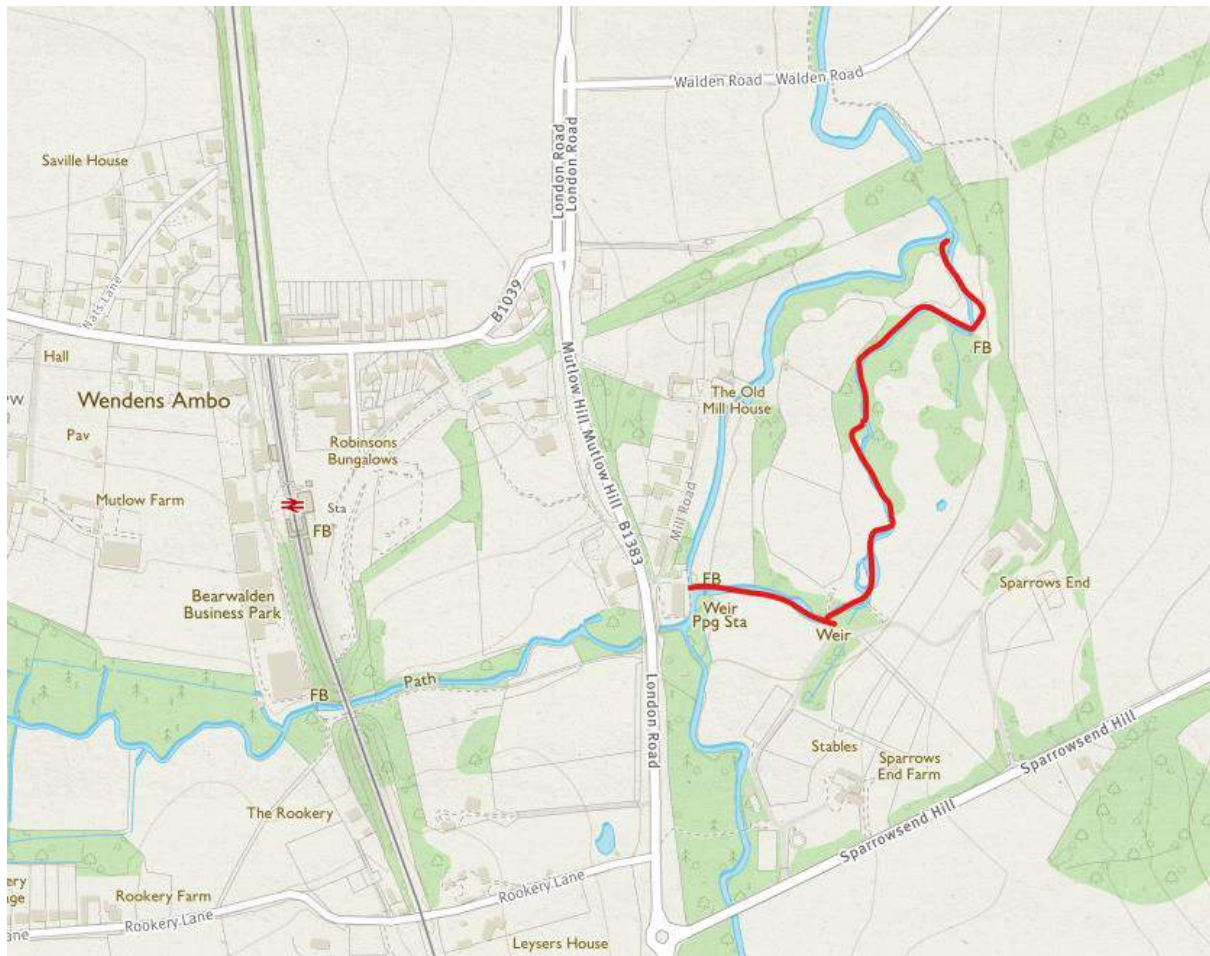 Walden Road
Walden Road
London Road
London Road
Saville House
Nats Lane
B1039
Hall
FB
Mutlow Hill
Mutlow Hill
B1383
The Old
Mill House
Wendens Ambo
Pav
Robinsons
Bungalows
Mutlow Farm
Sta
FB
Mill Road
FB
Sparrows End
Bearwalden
Business Park
Weir
Ppg Sta
Weir
FB
Path
London Road
Stables
Sparrows
End Farm
Sparrowsend Hill
Sparrowsend Hill
The Rookery
Rookery Farm
Rookery Lane
Rookery Lane
Leysers House